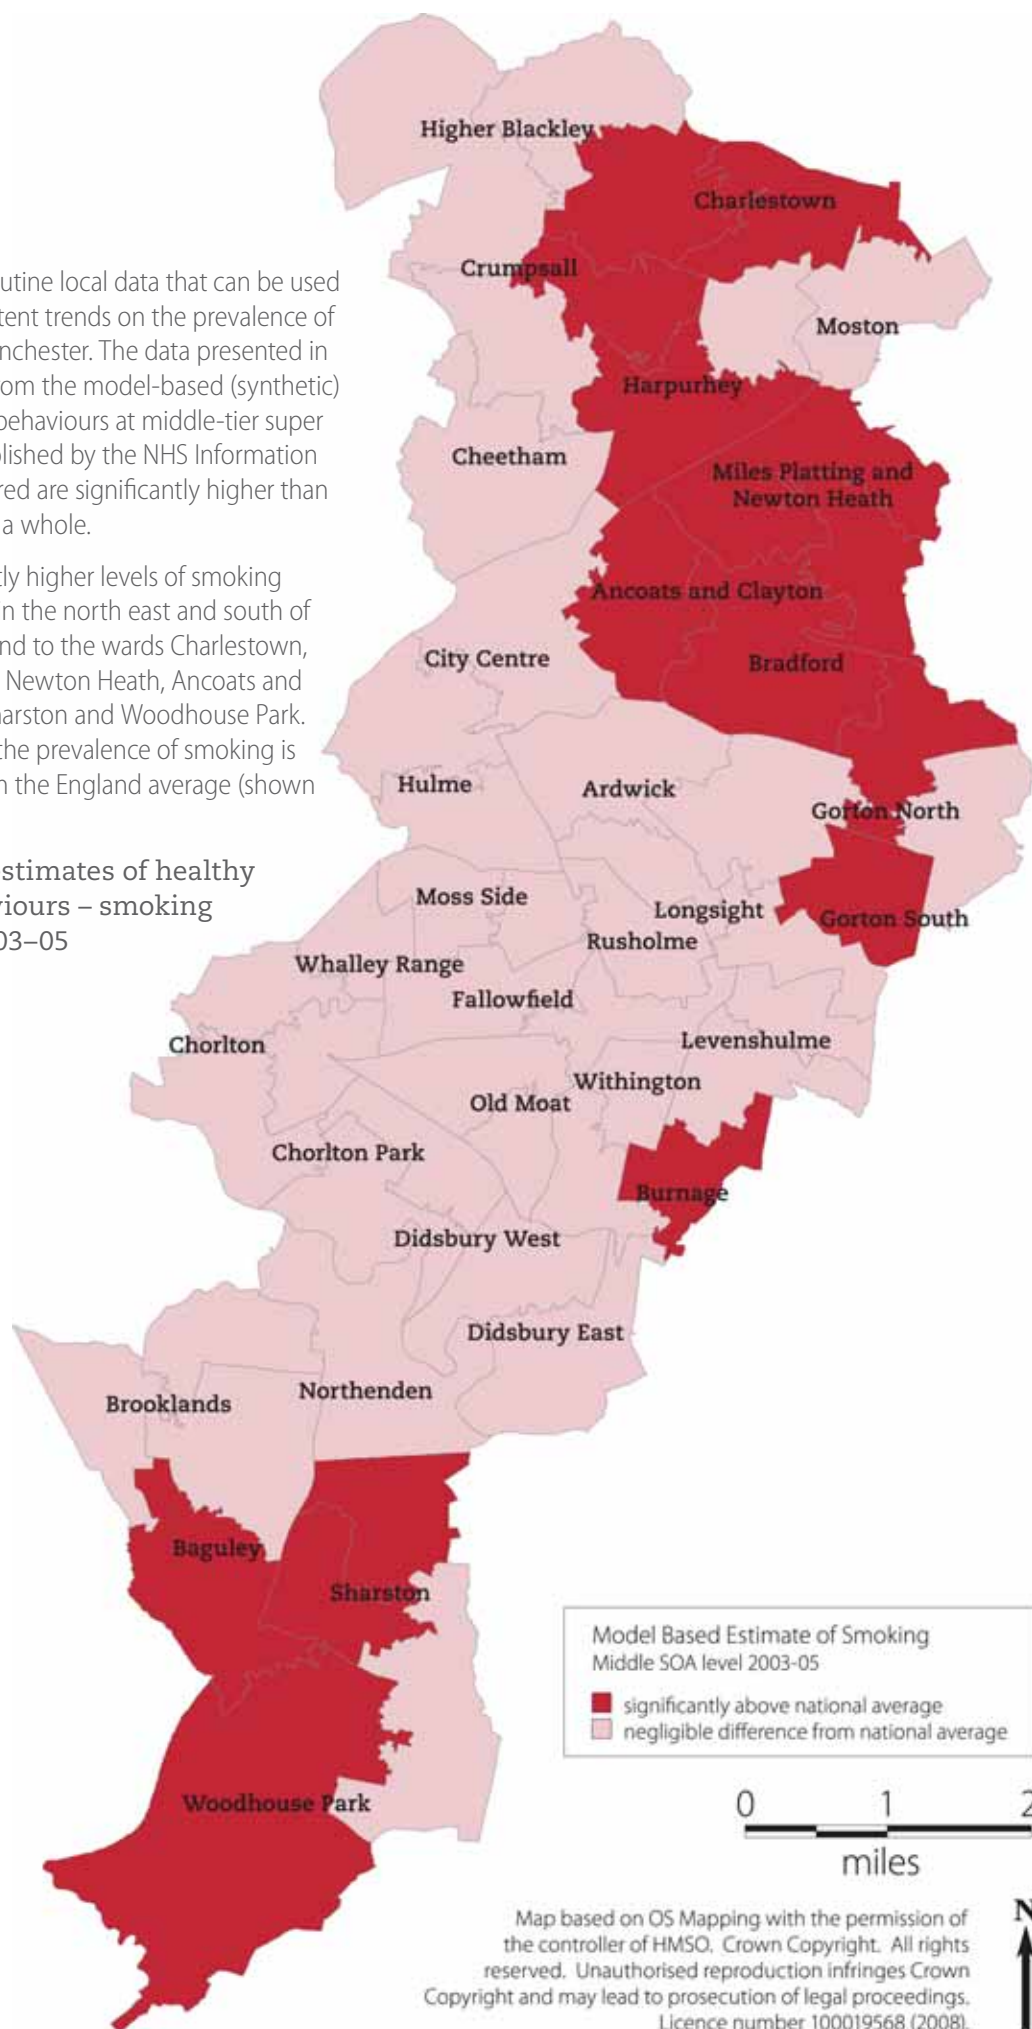 Higher Blackley
Charlestown
Crumpsall
Moston
Harpurhey
Cheetham
Miles Platting and
Newton Heath
Ancoats and Clayton
City Centre
Bradford
Hulme
Ardwick
Gorton North
Moss Side
Longsight
Gorton South
Rusholme
Whalley Range
Fallowfield
Chorlton
Levenshulme
Withington
Old Moat
Chorlton Park
Burnage
Didsbury West
Didsbury East
Northenden
Brooklands
Baguley
Sharston
Woodhouse Park
utine local data that can be used
tent trends on the prevalence of
nchester. The data presented in
om the model-based (synthetic)
behaviours at middle-tier super
lished by the NHS Information
red are significantly higher than
a whole.
tly higher levels of smoking
n the north east and south of
nd to the wards Charlestown,
Newton Heath, Ancoats and
harston and Woodhouse Park.
the prevalence of smoking is
n the England average (shown
stimates of healthy
viours – smoking
03–05
Model Based Estimate of Smoking
Middle SOA level 2003-05
significantly above national average
negligible difference from national average
0 1 2
miles
N
Map based on OS Mapping with the permission of
the controller of HMSO. Crown Copyright. All rights
reserved. Unauthorised reproduction infringes Crown
Copyright and may lead to prosecution of legal proceedings.
Licence number 100019568 (2008).